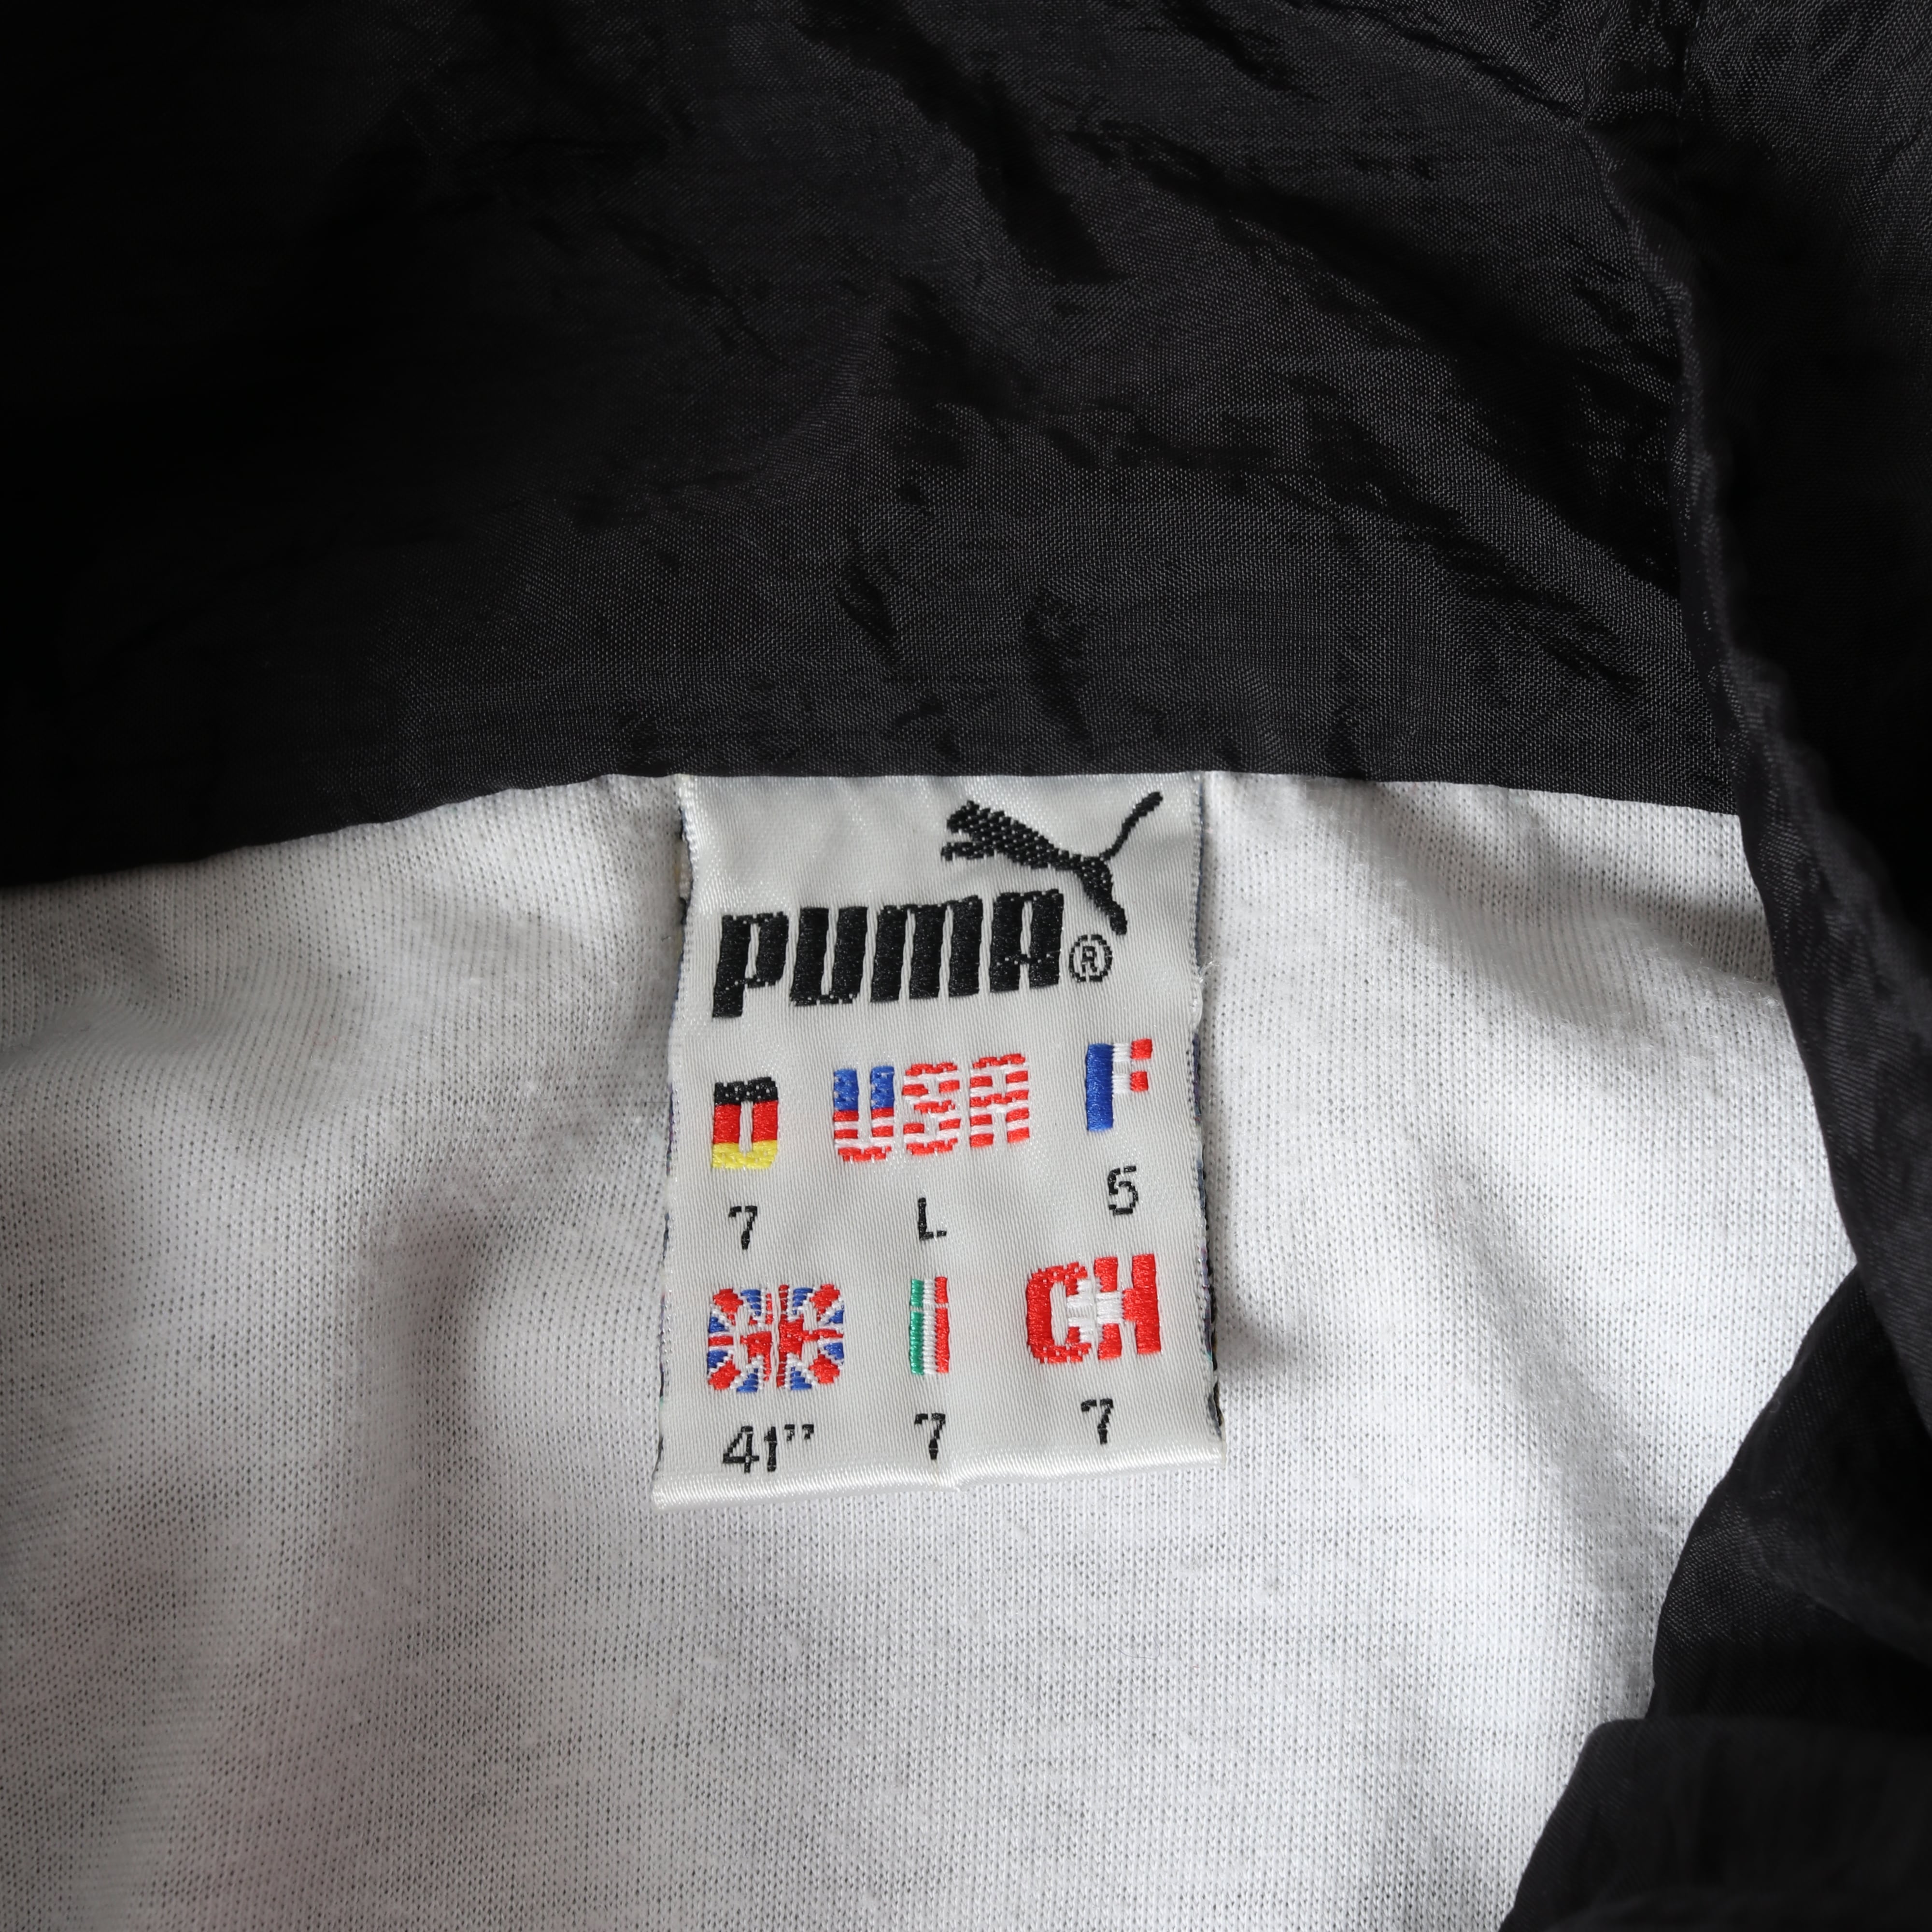 PUMA®
D USA F
7 L 5
GB I CH
41" 7 7